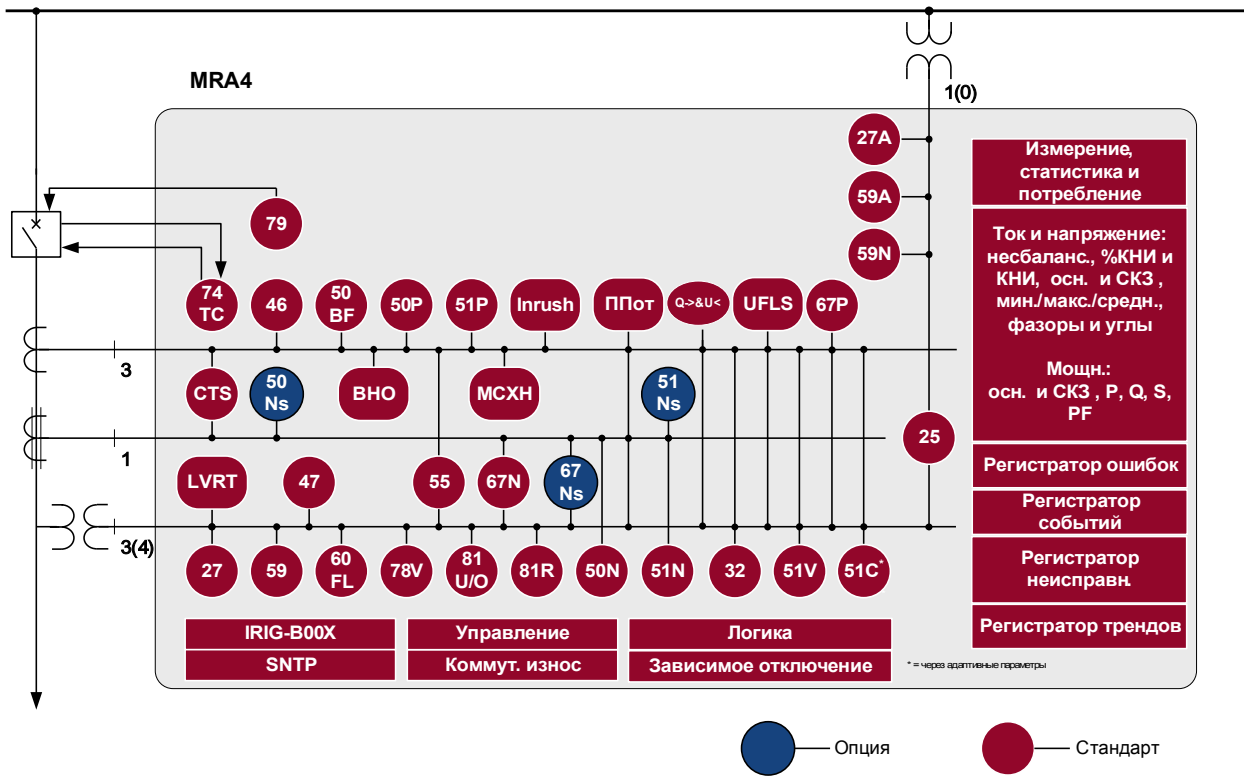 MRA4
1(0)
27A
59A
59N
79
74
TC
46
50
BF
50P
51P
Inrush
ППот
Q->&U<
UFLS
67P
3
CTS
50
Ns
ВНО
МСХН
51
Ns
25
1
LVRT
47
55
67N
67
Ns
3(4)
27
59
60
FL
78V
81
U/O
81R
50N
51N
32
51V
51C*
IRIG-B00X
SNTP
Управление
Коммут. износ
Логика
Зависимое отключение
Измерение,
статистика и
потребление
Ток и напряжение:
несбаланс., %КНИ и
КНИ, осн. и СКЗ ,
мин./макс./средн.,
фазоры и углы
Мощн.:
осн. и СКЗ , P, Q, S,
PF
Регистратор ошибок
Регистратор
событий
Регистратор
неисправн.
Регистратор трендов
* = через адаптивные параметры
Опция
Стандарт